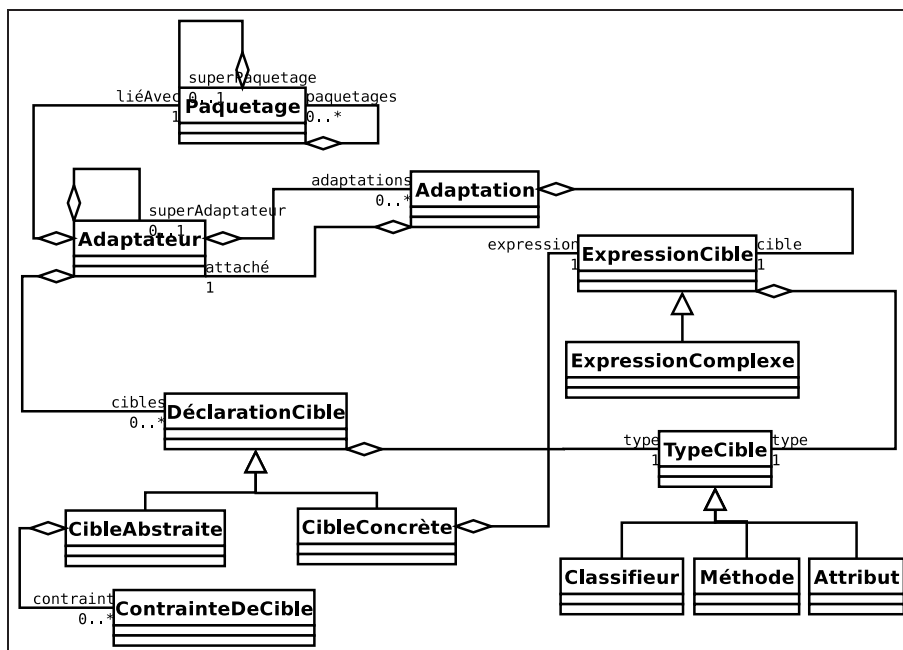 superPaquetage
0..1
liéAvec
1
Paquetage
paquetages
0..*
superAdaptateur
0..1
Adaptateur
adaptations
0..*
Adaptation
attaché
1
expression
1
ExpressionCible
cible
1
ExpressionComplexe
cibles
0..*
DéclarationCible
type
1
TypeCible
type
1
CibleAbstraite
CibleConcrète
Classifieur
Méthode
Attribut
contraint
0..*
ContrainteDeCible